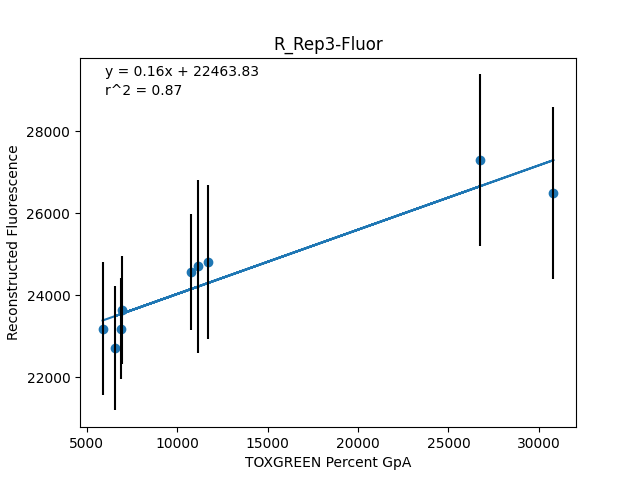 R_Rep3-Fluor
y = 0.16x + 22463.83
r^2 = 0.87
28000
26000
24000
22000
Reconstructed Fluorescence
5000 10000 15000 20000 25000 30000
TOXGREEN Percent GpA